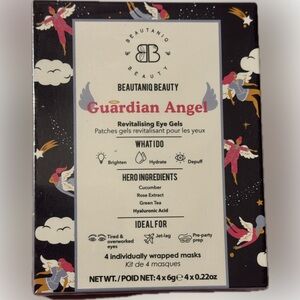 BEAUTANIQ
BEAUTY
BEAUTANIQ BEAUTY
Guardian Angel
Revitalising Eye Gels
Patches gels revitalisant pour les yeux
WHAT I DO
Brighten Hydrate Depuff
HERO INGREDIENTS
Cucumber
Rose Extract
Green Tea
Hyaluronic Acid
IDEAL FOR
Tired & overworked eyes
Jet-lag
Pre-party prep
4 individually wrapped masks
Kit de 4 masques
NET WT. / POID NET: 4 x 6g ℮ 4 x 0.22oz